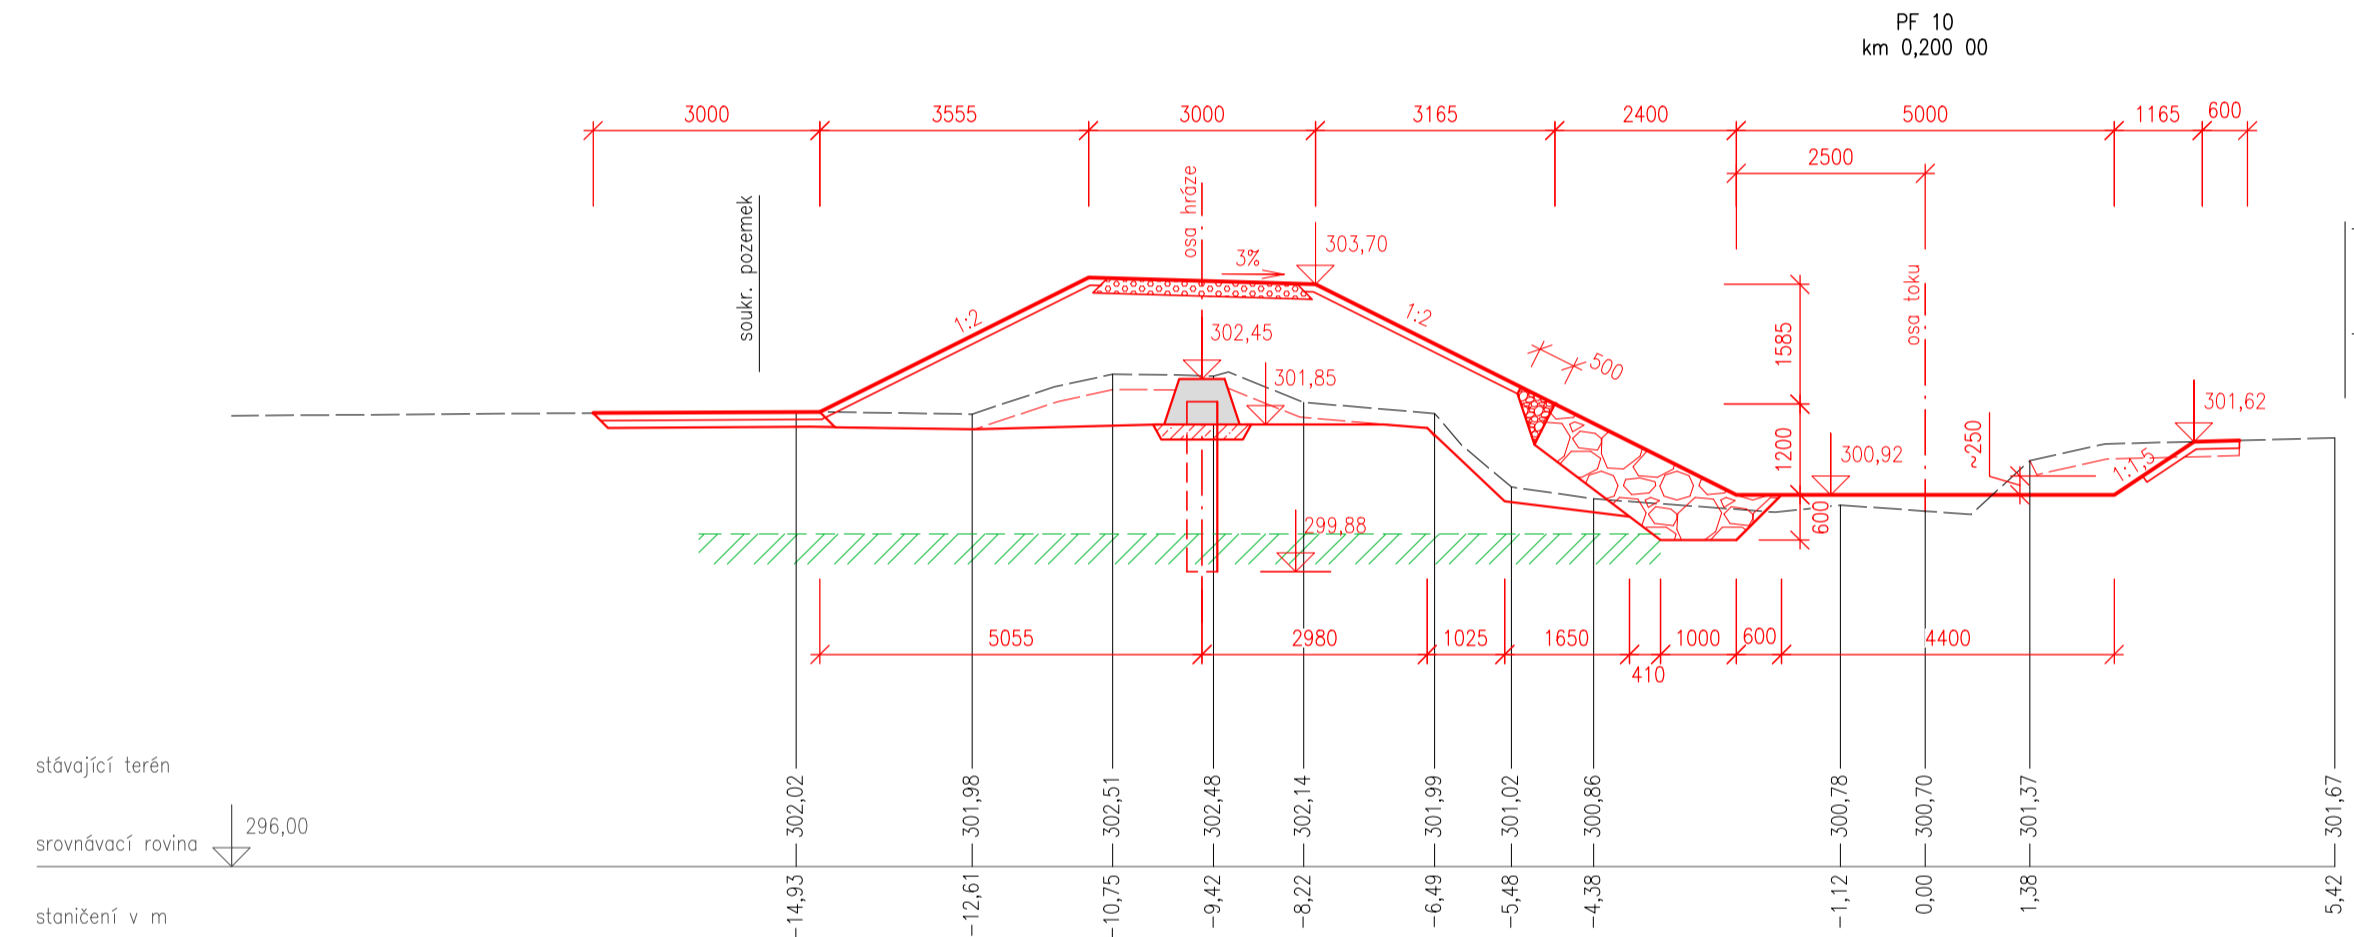 PF 10
km 0,200 00
3000 3555 3000 3165 2400 5000 1165 600
2500
soukr. pozemek
osa hráze
osa toku
303,70
3%
1:2
1:2
302,45
301,85
500
1585
1200
600
300,92
~250
301,62
1:1,5
299,88
5055 2980 1025 1650 1000 600 4400
410
stávající terén
302,02 301,98 302,51 302,48 302,14 301,99 301,02 300,86 300,78 300,70 301,37 301,67
296,00
srovnávací rovina
-14,93 -12,61 -10,75 -9,42 -8,22 -6,49 -5,48 -4,38 -1,12 0,00 1,38 5,42
staničení v m